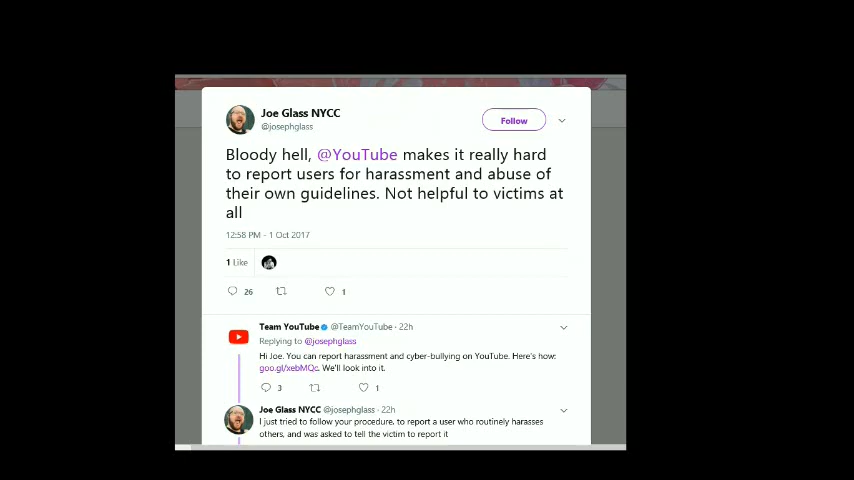 Joe Glass NYCC
@josephglass
Follow
Bloody hell, @YouTube makes it really hard
to report users for harassment and abuse of
their own guidelines. Not helpful to victims at
all
12:58 PM - 1 Oct 2017
1 Like
26 1
Team YouTube @TeamYouTube · 22h
Replying to @josephglass
Hi Joe. You can report harassment and cyber-bullying on YouTube. Here's how:
goo.gl/xebMQc. We'll look into it.
3 1
Joe Glass NYCC @josephglass · 22h
I just tried to follow your procedure, to report a user who routinely harasses
others, and was asked to tell the victim to report it